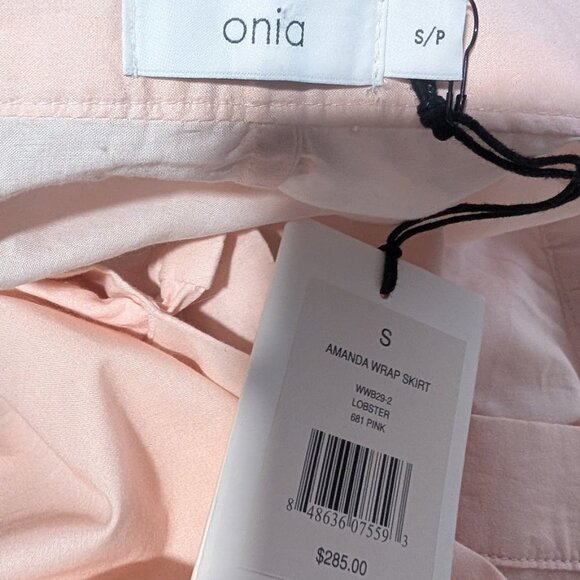 onia
S/P
S
AMANDA WRAP SKIRT
WWB29-2
LOBSTER
681 PINK
8 48636 07559 3
$285.00